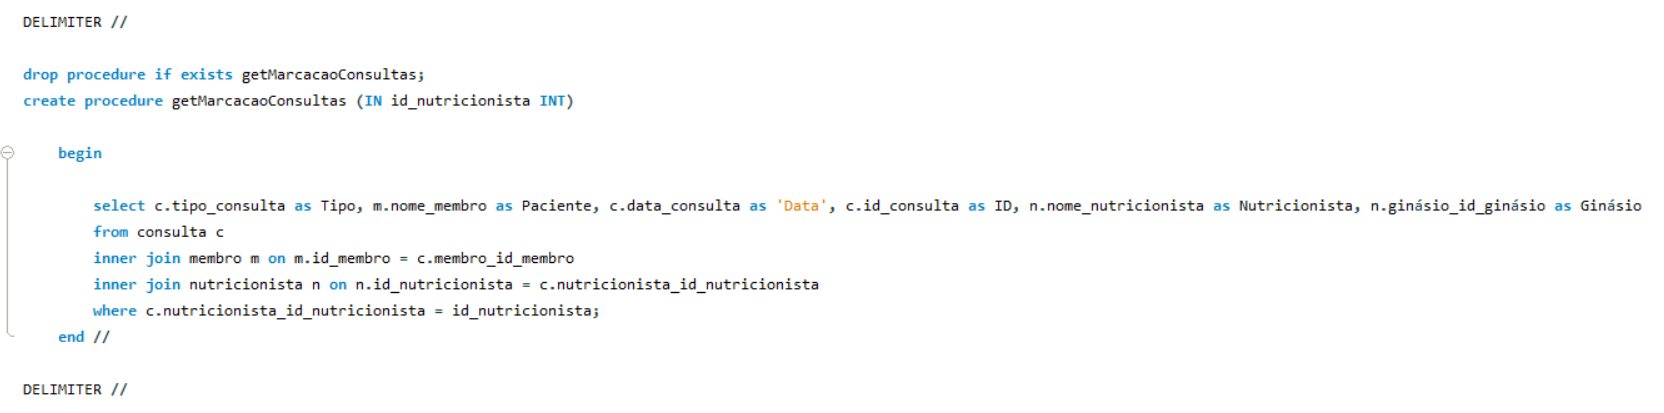 DELIMITER //
drop procedure if exists getMarcacaoConsultas;
create procedure getMarcacaoConsultas (IN id_nutricionista INT)
begin
select c.tipo_consulta as Tipo, m.nome_membro as Paciente, c.data_consulta as 'Data', c.id_consulta as ID, n.nome_nutricionista as Nutricionista, n.ginásio_id_ginásio as Ginásio
from consulta c
inner join membro m on m.id_membro = c.membro_id_membro
inner join nutricionista n on n.id_nutricionista = c.nutricionista_id_nutricionista
where c.nutricionista_id_nutricionista = id_nutricionista;
end //
DELIMITER //